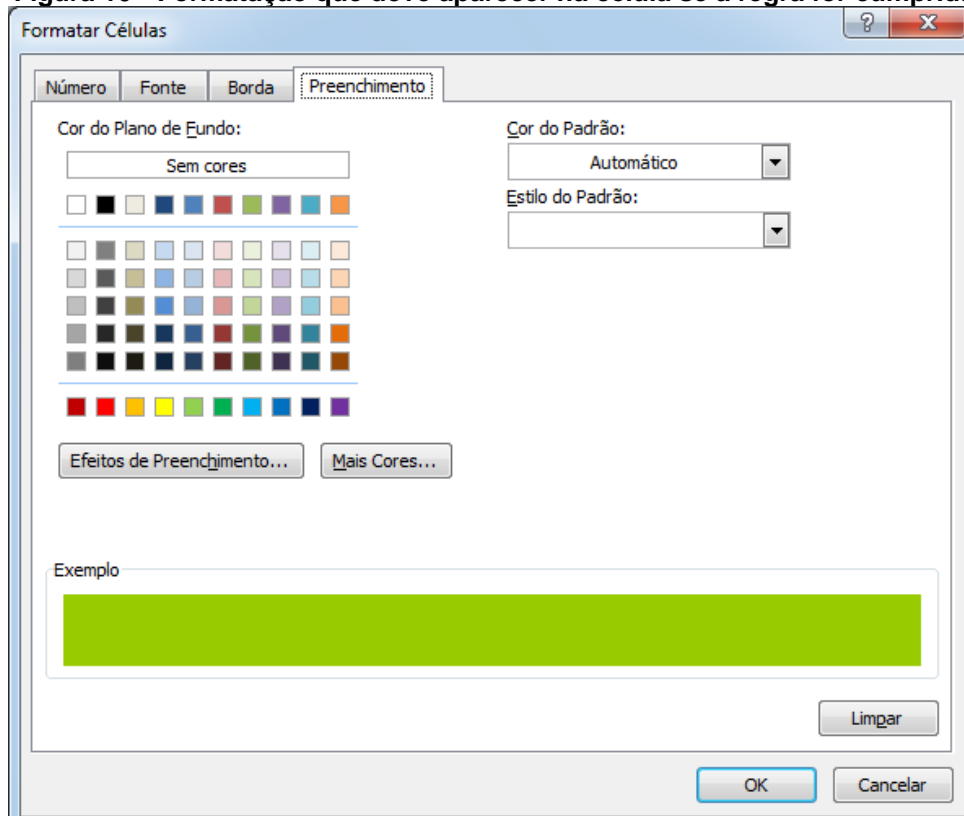 Formatar Células
Número Fonte Borda Preenchimento
Cor do Plano de Fundo:
Sem cores
Cor do Padrão:
Automático
Estilo do Padrão:
Efeitos de Preenchimento... Mais Cores...
Exemplo
Limpar
OK Cancelar